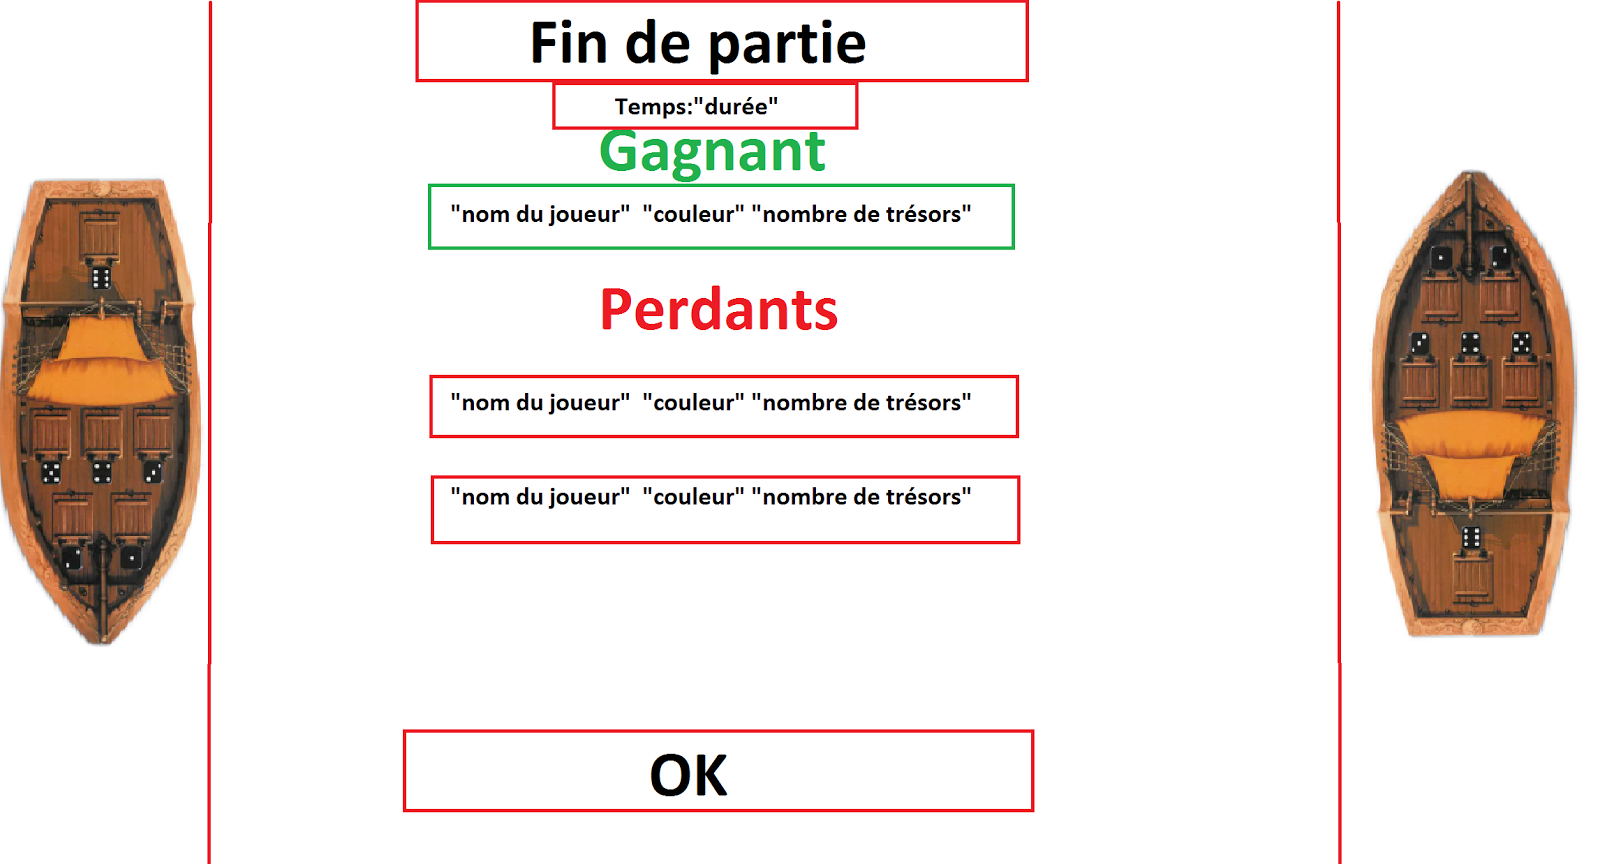 Fin de partie
Temps:"durée"
Gagnant
"nom du joueur" "couleur" "nombre de trésors"
Perdants
"nom du joueur" "couleur" "nombre de trésors"
"nom du joueur" "couleur" "nombre de trésors"
OK